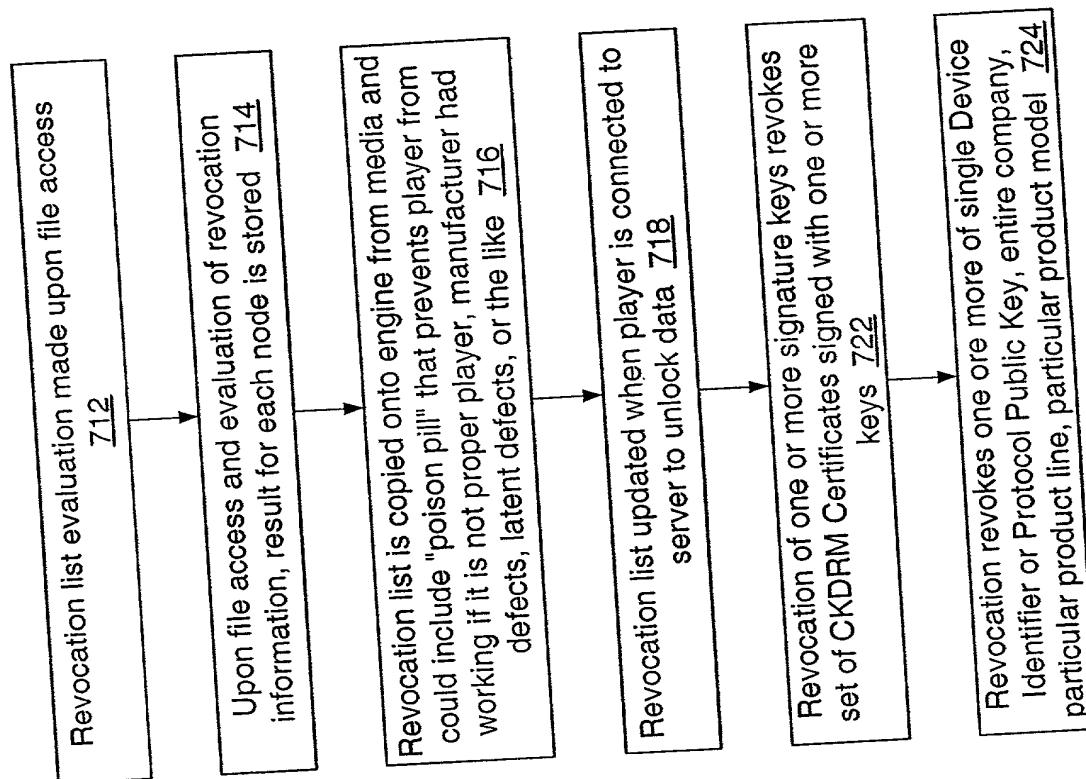 Revocation list evaluation made upon file access
712
Upon file access and evaluation of revocation
information, result for each node is stored 714
Revocation list is copied onto engine from media and
could include "poison pill" that prevents player from
working if it is not proper player, manufacturer had
defects, latent defects, or the like 716
Revocation list updated when player is connected to
server to unlock data 718
Revocation of one or more signature keys revokes
set of CKDRM Certificates signed with one or more
keys 722
Revocation revokes one ore more of single Device
Identifier or Protocol Public Key, entire company,
particular product line, particular product model 724